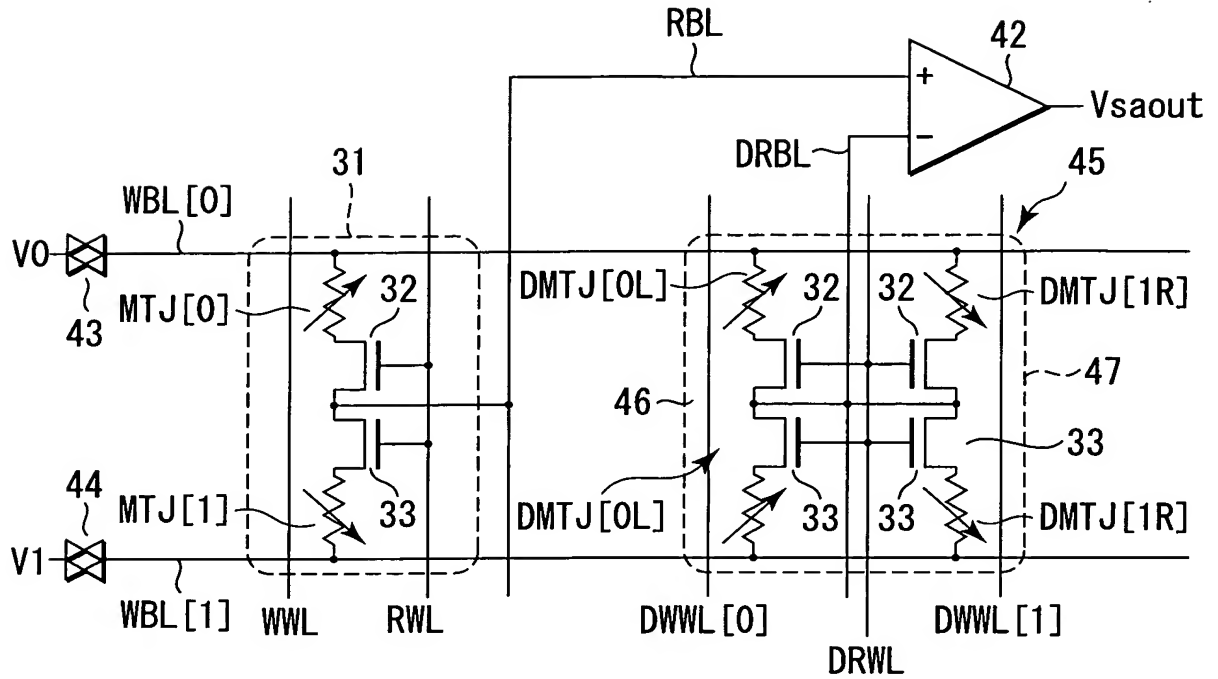 RBL
42
+
Vsaout
−
DRBL
31
45
WBL[0]
V0
43
MTJ[0]
32
DMTJ[0L]
32
32
DMTJ[1R]
46
47
33
44
MTJ[1]
33
DMTJ[0L]
33
33
DMTJ[1R]
V1
WBL[1]
WWL
RWL
DWWL[0]
DRWL
DWWL[1]